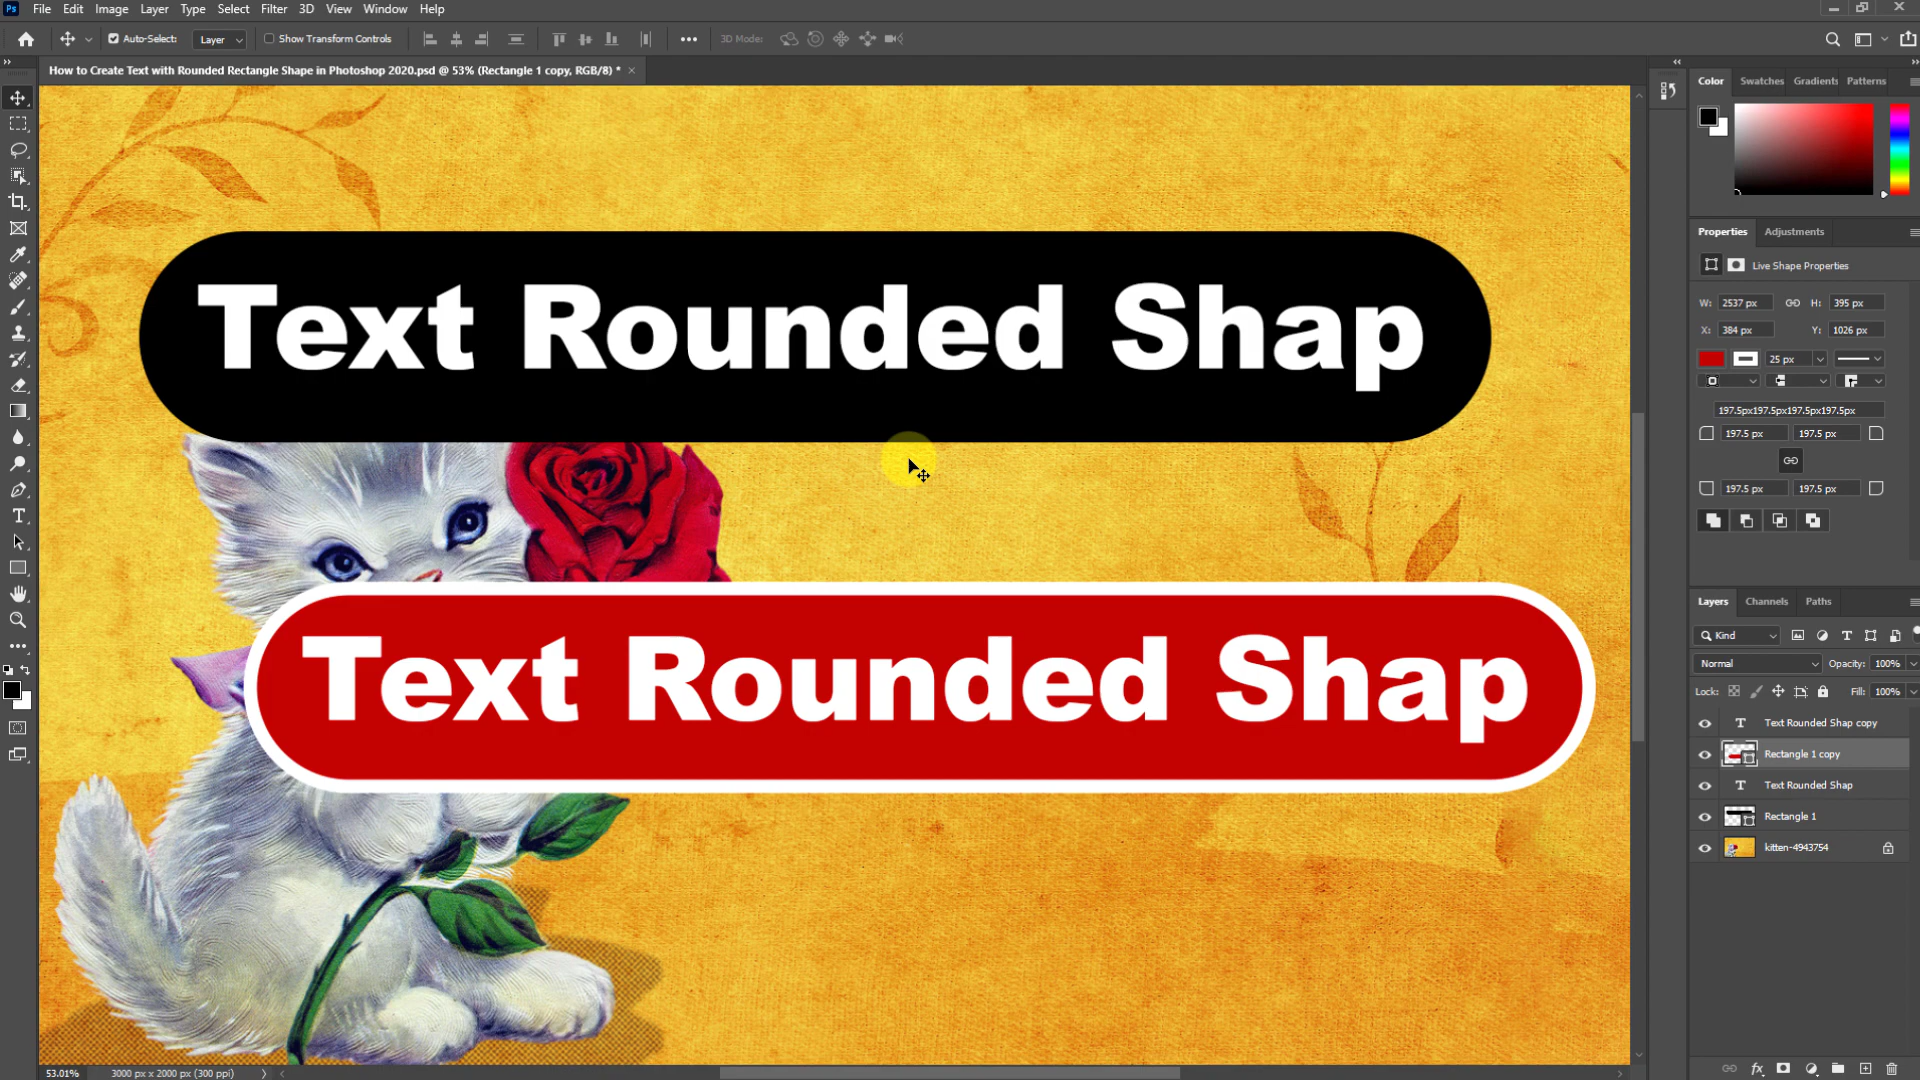 Ps File Edit Image Layer Type Select Filter 3D View Window Help
Auto-Select: Layer Show Transform Controls 3D Mode:
How to Create Text with Rounded Rectangle Shape in Photoshop 2020.psd @ 53% (Rectangle 1 copy, RGB/8) *
Color Swatches Gradients Patterns
Properties Adjustments
Live Shape Properties
W: 2537 px H: 395 px
X: 384 px Y: 1026 px
25 px
197.5px197.5px197.5px197.5px
197.5 px 197.5 px
197.5 px 197.5 px
Text Rounded Shap
Text Rounded Shap
Layers Channels Paths
Kind
Normal Opacity: 100%
Lock: Fill: 100%
T Text Rounded Shap copy
Rectangle 1 copy
T Text Rounded Shap
Rectangle 1
kitten-4943754
fx
53.01% 3000 px x 2000 px (300 ppi)